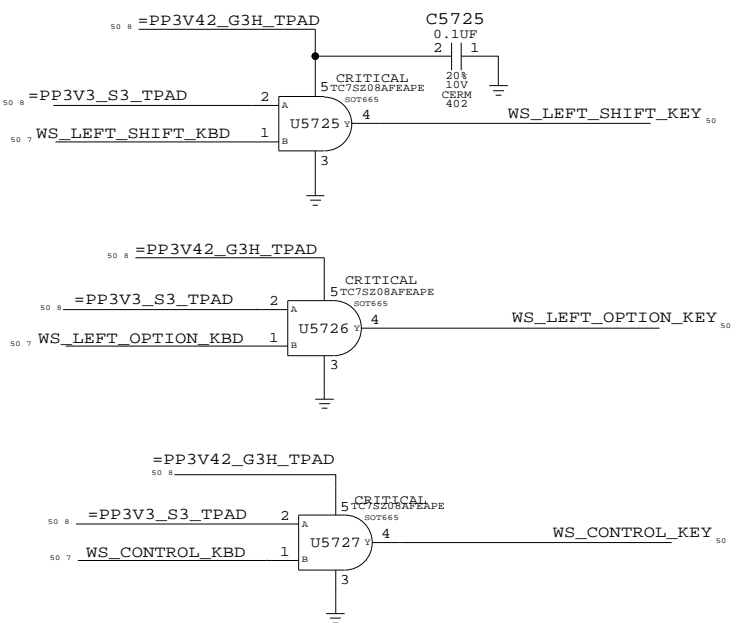 50 8 =PP3V42_G3H_TPAD
C5725
0.1UF
2 1
20%
10V
CERM
402
CRITICAL
5 TC7SZ08AFEAPE
SOT665
50 8 =PP3V3_S3_TPAD 2 A
U5725 Y 4 WS_LEFT_SHIFT_KEY 50
50 7 WS_LEFT_SHIFT_KBD 1 B
3
50 8 =PP3V42_G3H_TPAD
CRITICAL
5 TC7SZ08AFEAPE
SOT665
50 8 =PP3V3_S3_TPAD 2 A
U5726 Y 4 WS_LEFT_OPTION_KEY 50
50 7 WS_LEFT_OPTION_KBD 1 B
3
=PP3V42_G3H_TPAD
50 8
CRITICAL
5 TC7SZ08AFEAPE
SOT665
50 8 =PP3V3_S3_TPAD 2 A
U5727 Y 4 WS_CONTROL_KEY 50
50 7 WS_CONTROL_KBD 1 B
3